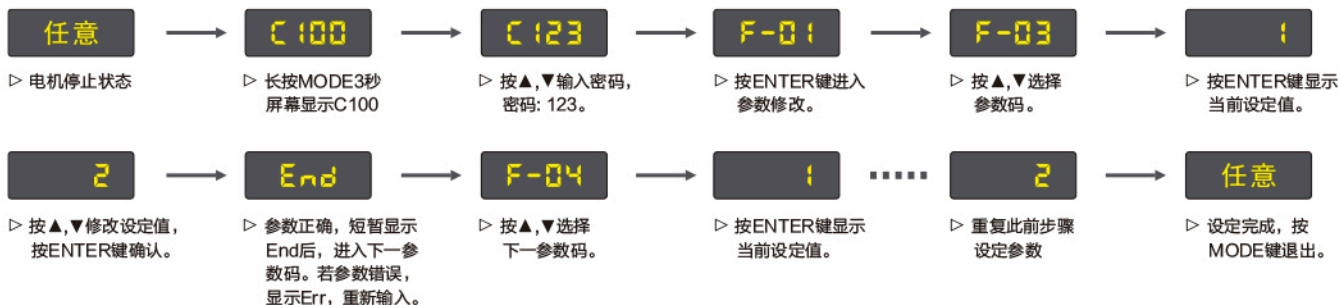 任意
C100
C123
F-01
F-03
1
▷ 电机停止状态
▷ 长按MODE3秒
屏幕显示C100
▷ 按▲,▼输入密码,
密码: 123。
▷ 按ENTER键进入
参数修改。
▷ 按▲,▼选择
参数码。
▷ 按ENTER键显示
当前设定值。
2
End
F-04
1
2
任意
▷ 按▲,▼修改设定值,
按ENTER键确认。
▷ 参数正确，短暂显示
End后，进入下一参
数码。若参数错误，
显示Err，重新输入。
▷ 按▲,▼选择
下一参数码。
▷ 按ENTER键显示
当前设定值。
▷ 重复此前步骤
设定参数
▷ 设定完成，按
MODE键退出。